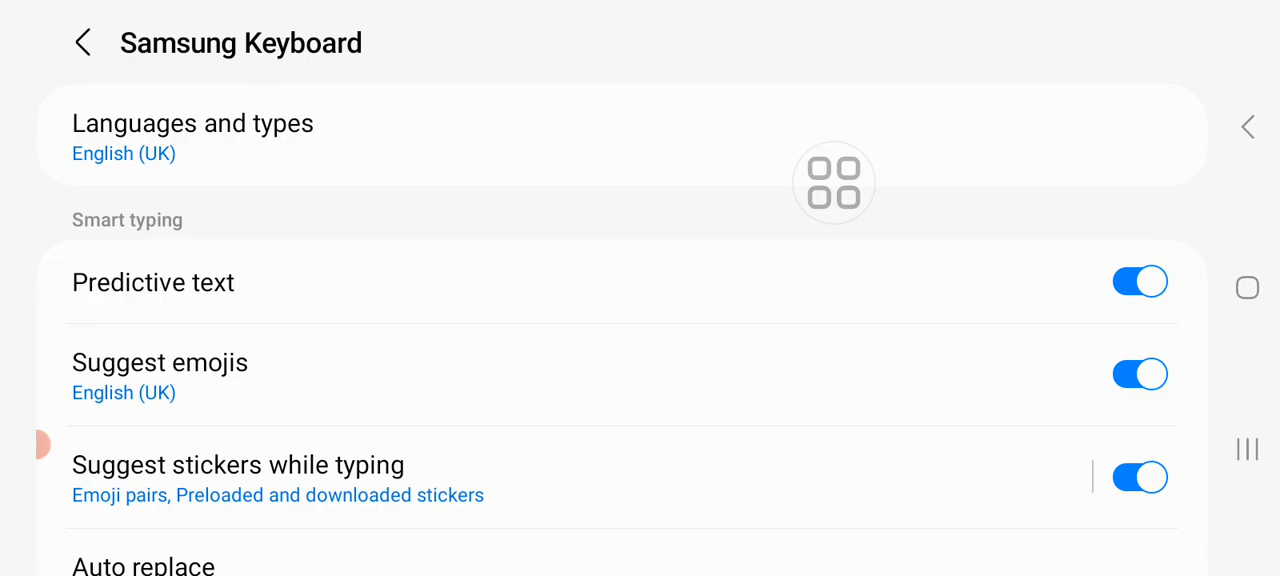 Samsung Keyboard
Languages and types
English (UK)
Smart typing
Predictive text
Suggest emojis
English (UK)
Suggest stickers while typing
Emoji pairs, Preloaded and downloaded stickers
Auto replace